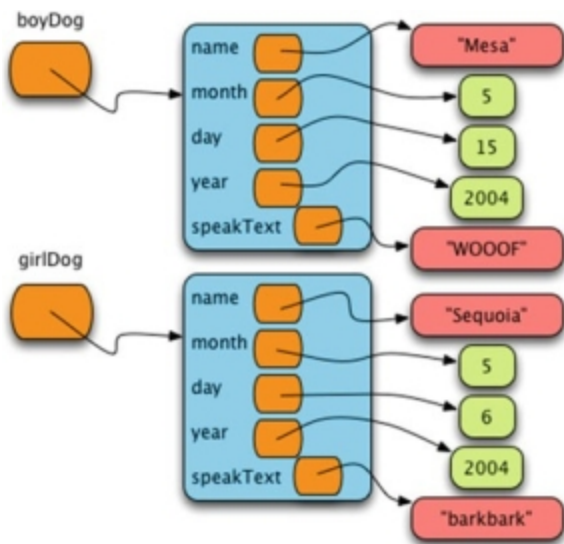 boyDog
name
"Mesa"
month
5
day
15
year
2004
speakText
"WOOOF"
girlDog
name
"Sequoia"
month
5
day
6
year
2004
speakText
"barkbark"